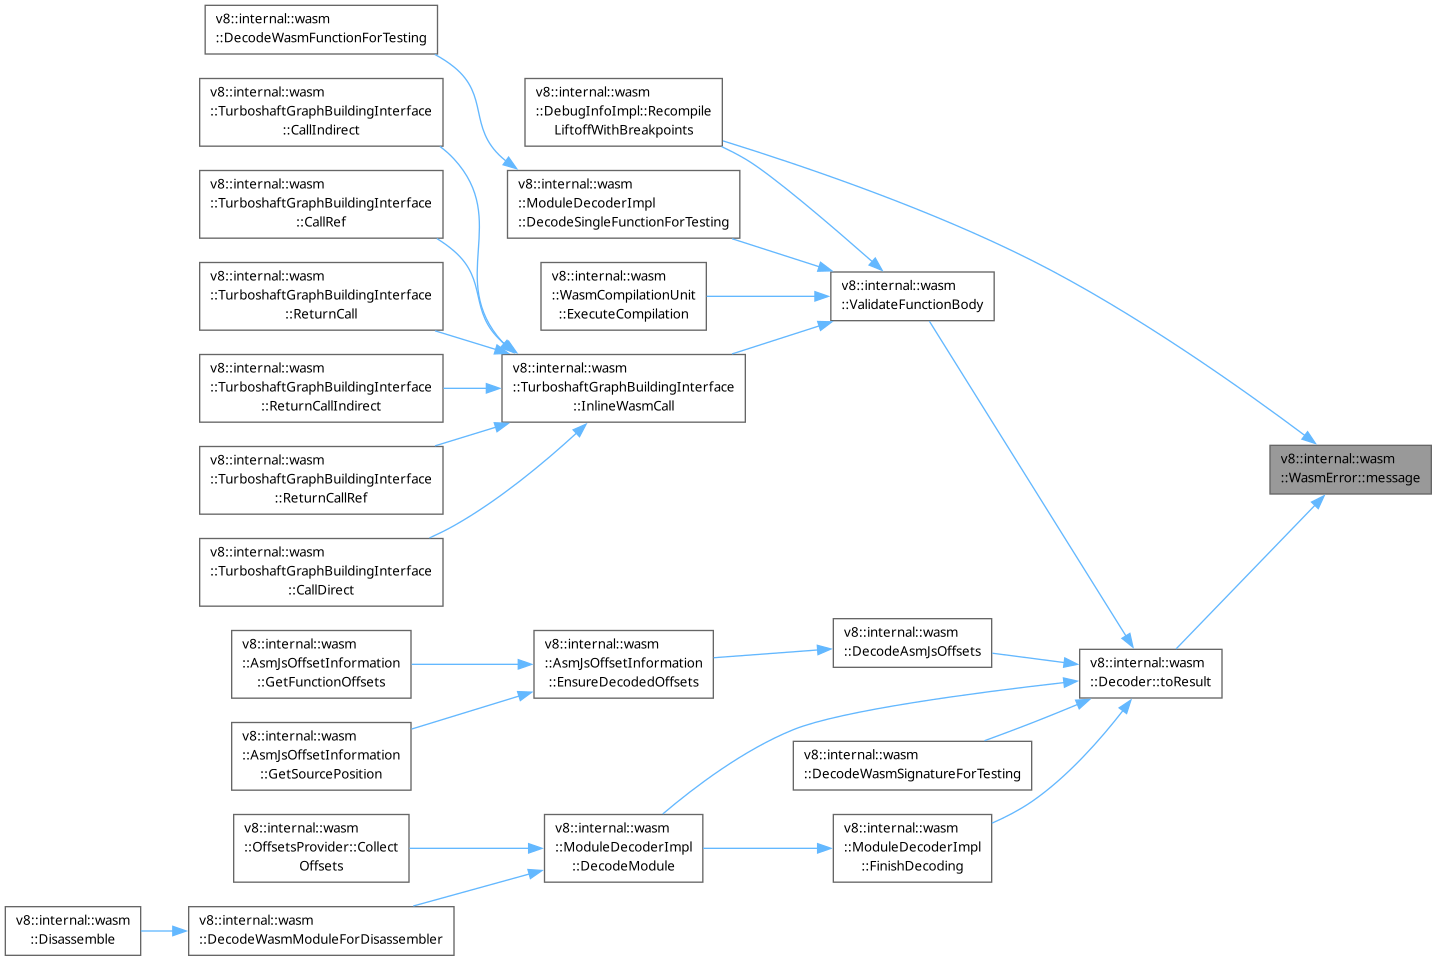 v8::internal::wasm
::DecodeWasmFunctionForTesting
v8::internal::wasm
::TurboshaftGraphBuildingInterface
::CallIndirect
v8::internal::wasm
::DebugInfoImpl::Recompile
LiftoffWithBreakpoints
v8::internal::wasm
::TurboshaftGraphBuildingInterface
::CallRef
v8::internal::wasm
::ModuleDecoderImpl
::DecodeSingleFunctionForTesting
v8::internal::wasm
::TurboshaftGraphBuildingInterface
::ReturnCall
v8::internal::wasm
::WasmCompilationUnit
::ExecuteCompilation
v8::internal::wasm
::ValidateFunctionBody
v8::internal::wasm
::TurboshaftGraphBuildingInterface
::ReturnCallIndirect
v8::internal::wasm
::TurboshaftGraphBuildingInterface
::InlineWasmCall
v8::internal::wasm
::TurboshaftGraphBuildingInterface
::ReturnCallRef
v8::internal::wasm
::WasmError::message
v8::internal::wasm
::TurboshaftGraphBuildingInterface
::CallDirect
v8::internal::wasm
::AsmJsOffsetInformation
::GetFunctionOffsets
v8::internal::wasm
::AsmJsOffsetInformation
::EnsureDecodedOffsets
v8::internal::wasm
::DecodeAsmJsOffsets
v8::internal::wasm
::Decoder::toResult
v8::internal::wasm
::AsmJsOffsetInformation
::GetSourcePosition
v8::internal::wasm
::DecodeWasmSignatureForTesting
v8::internal::wasm
::OffsetsProvider::Collect
Offsets
v8::internal::wasm
::ModuleDecoderImpl
::DecodeModule
v8::internal::wasm
::ModuleDecoderImpl
::FinishDecoding
v8::internal::wasm
::Disassemble
v8::internal::wasm
::DecodeWasmModuleForDisassembler